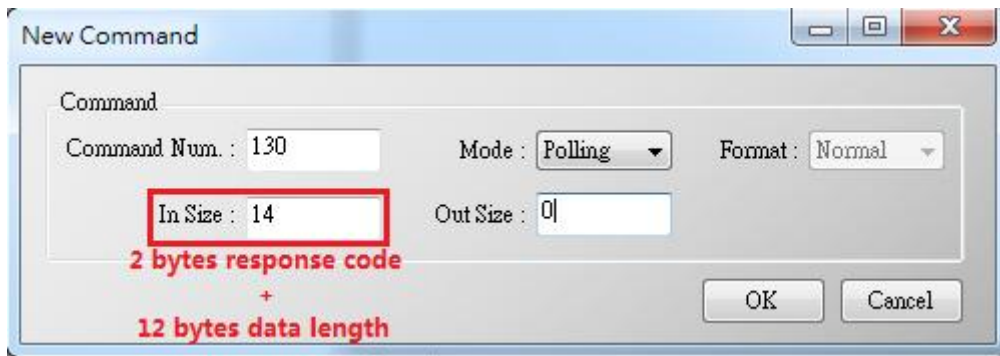 New Command
Command
Command Num. : 130 Mode : Polling Format : Normal
In Size : 14 Out Size : 0
2 bytes response code
+
12 bytes data length
OK Cancel